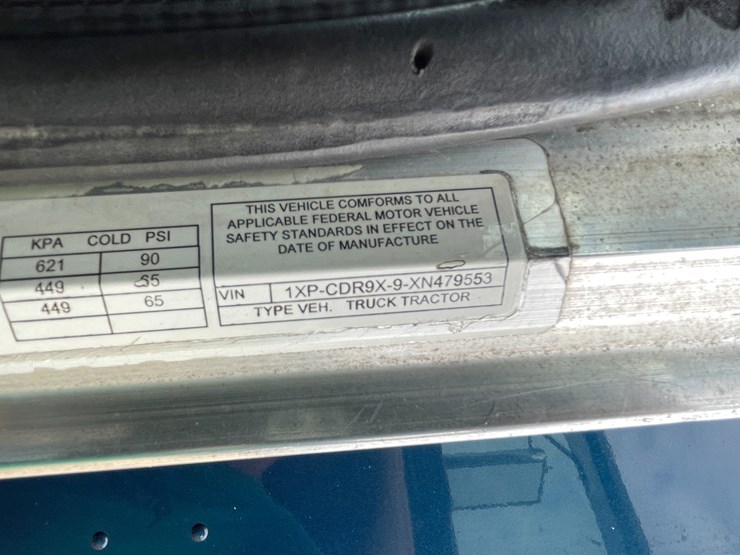 KPA COLD PSI
621 90
449 65
449 65
THIS VEHICLE COMFORMS TO ALL
APPLICABLE FEDERAL MOTOR VEHICLE
SAFETY STANDARDS IN EFFECT ON THE
DATE OF MANUFACTURE
VIN 1XP-CDR9X-9-XN479553
TYPE VEH. TRUCK TRACTOR